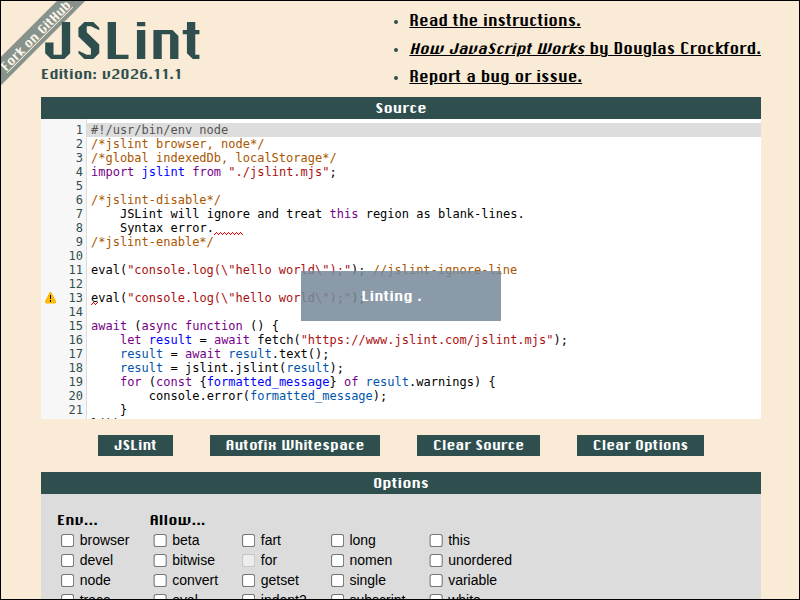 Fork on GitHub
JSLint
Edition: v2026.11.1
Read the instructions.
How JavaScript Works by Douglas Crockford.
Report a bug or issue.
Source
1 #!/usr/bin/env node
2 /*jslint browser, node*/
3 /*global indexedDb, localStorage*/
4 import jslint from "./jslint.mjs";
5
6 /*jslint-disable*/
7     JSLint will ignore and treat this region as blank-lines.
8     Syntax error.
9 /*jslint-enable*/
10
11 eval("console.log(\"hello world\");"); //jslint-ignore-line
12
13 eval("console.log(\"hello world\");");
Linting .
14
15 await (async function () {
16     let result = await fetch("https://www.jslint.com/jslint.mjs");
17     result = await result.text();
18     result = jslint.jslint(result);
19     for (const {formatted_message} of result.warnings) {
20         console.error(formatted_message);
21     }
JSLint Autofix Whitespace Clear Source Clear Options
Options
Env... Allow...
browser beta fart long this
devel bitwise for nomen unordered
node convert getset single variable
trace eval indent2 subscript white